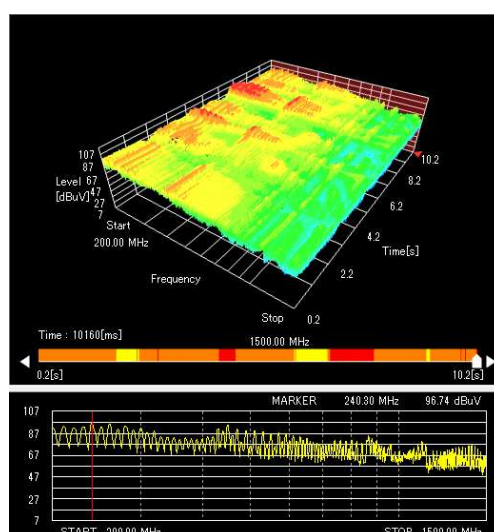 107
87
Level 67
[dBuV] 47
27
7
Start
200.00 MHz
Frequency
Stop
0.2
2.2
4.2
6.2
8.2
10.2
Time[s]
Time : 10160[ms]
1500.00 MHz
0.2[s]
10.2[s]
MARKER 240.30 MHz 96.74 dBuV
107
87
67
47
27
7
START 200.00 MHz STOP 1500.00 MHz